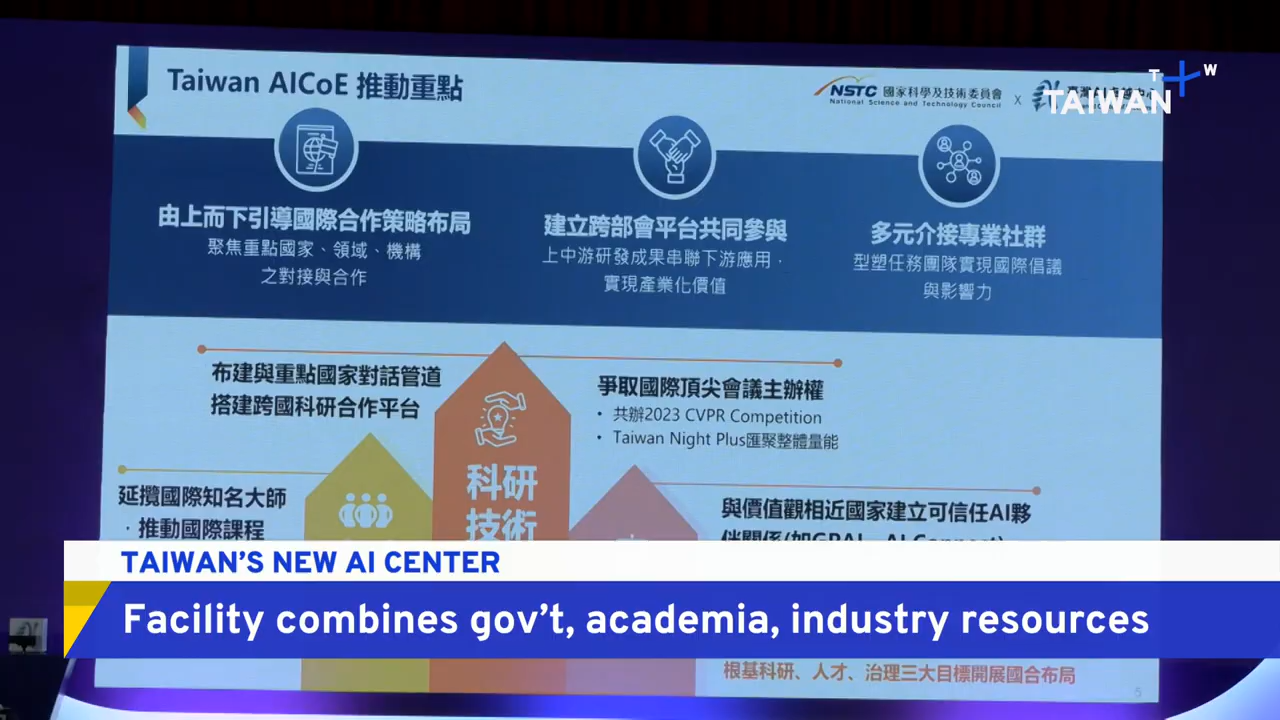 Taiwan AICoE 推動重點
NSTC 國家科學及技術委員會
National Science and Technology Council
X
T W
TAIWAN
由上而下引導國際合作策略布局
聚焦重點國家、領域、機構
之對接與合作
建立跨部會平台共同參與
上中游研發成果串聯下游應用，
實現產業化價值
多元介接專業社群
型塑任務團隊實現國際倡議
與影響力
布建與重點國家對話管道
搭建跨國科研合作平台
爭取國際頂尖會議主辦權
• 共辦2023 CVPR Competition
• Taiwan Night Plus匯聚整體量能
科研
技術
延攬國際知名大師
，推動國際課程
與價值觀相近國家建立可信任AI夥
伴關係(如GPAI、AI Connect)
TAIWAN'S NEW AI CENTER
Facility combines gov't, academia, industry resources
根基科研、人才、治理三大目標開展國合布局
5